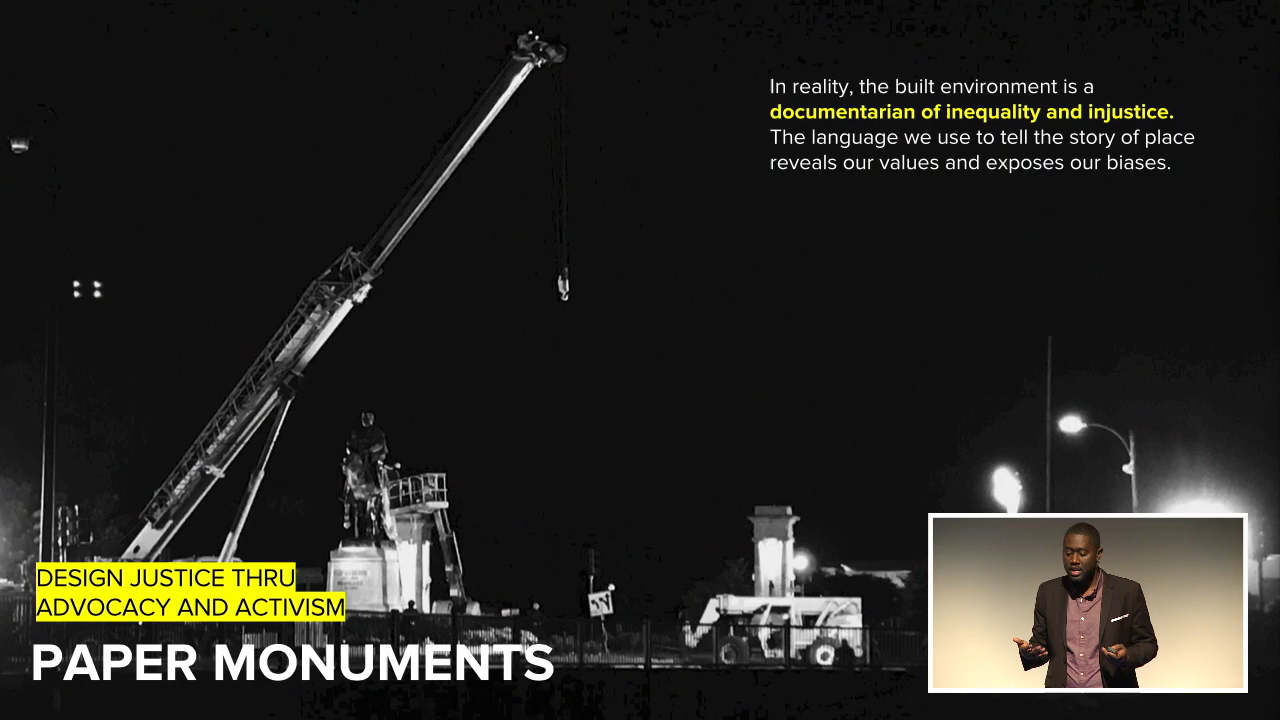 In reality, the built environment is a
documentarian of inequality and injustice.
The language we use to tell the story of place
reveals our values and exposes our biases.
DESIGN JUSTICE THRU
ADVOCACY AND ACTIVISM
PAPER MONUMENTS